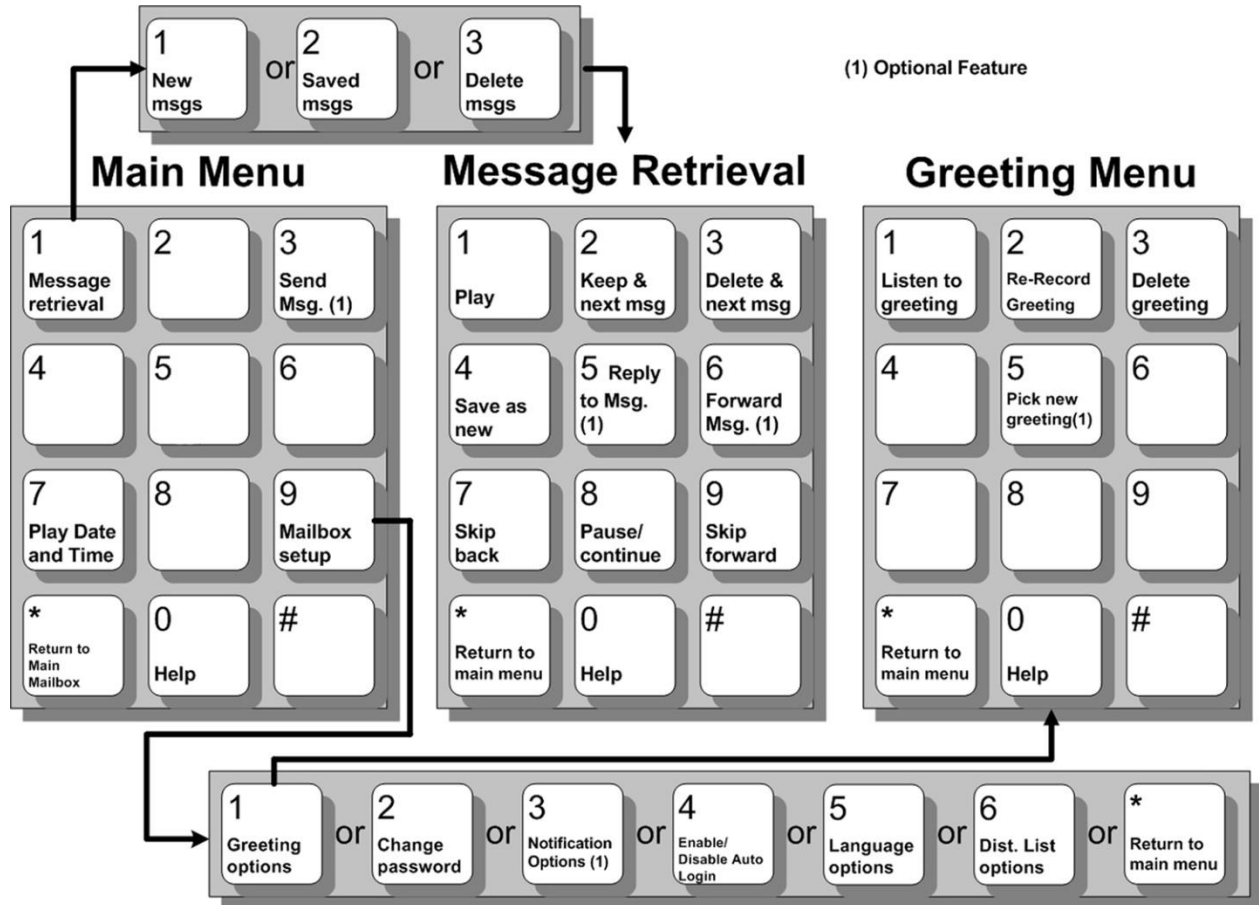 1
New
msgs
or
2
Saved
msgs
or
3
Delete
msgs
(1) Optional Feature
Main Menu
1
Message
retrieval
2
3
Send
Msg. (1)
4
5
6
7
Play Date
and Time
8
9
Mailbox
setup
*
Return to
Main
Mailbox
0
Help
#
Message Retrieval
1
Play
2
Keep &
next msg
3
Delete &
next msg
4
Save as
new
5 Reply
to Msg.
(1)
6
Forward
Msg. (1)
7
Skip
back
8
Pause/
continue
9
Skip
forward
*
Return to
main menu
0
Help
#
Greeting Menu
1
Listen to
greeting
2
Re-Record
Greeting
3
Delete
greeting
4
5
Pick new
greeting(1)
6
7
8
9
*
Return to
main menu
0
Help
#
1
Greeting
options
or
2
Change
password
or
3
Notification
Options (1)
or
4
Enable/
Disable Auto
Login
or
5
Language
options
or
6
Dist. List
options
or
*
Return to
main menu